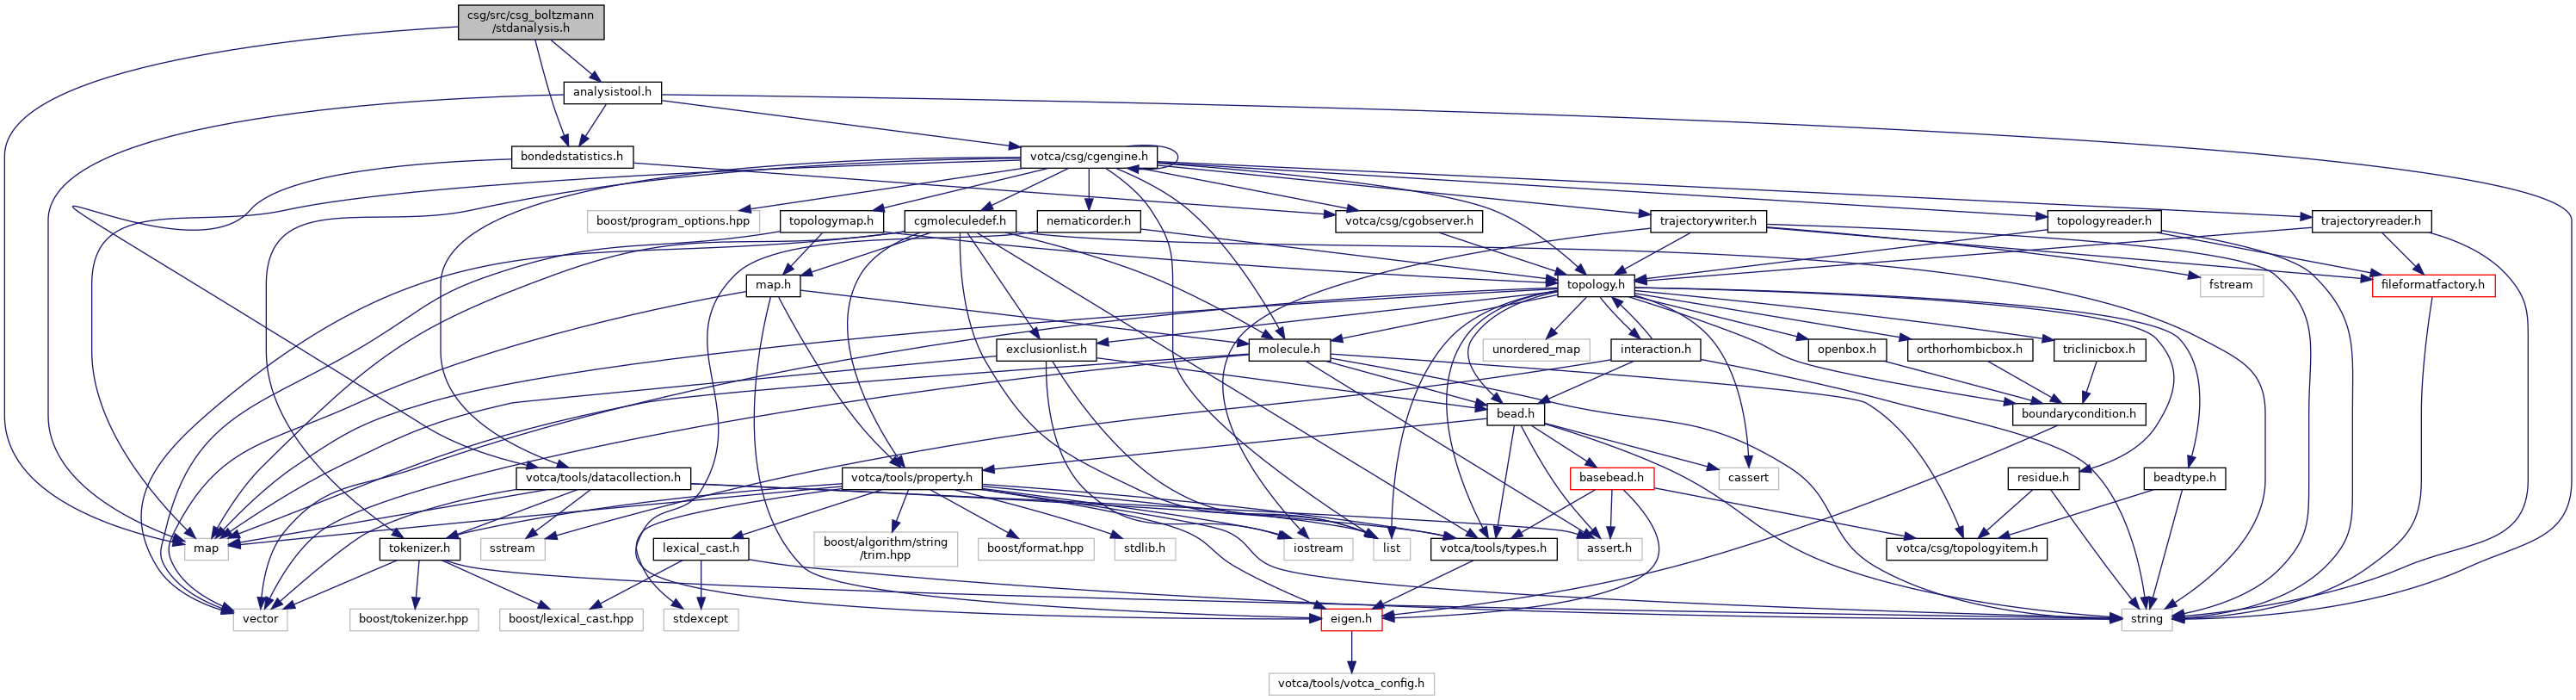 csg/src/csg_boltzmann
/stdanalysis.h
analysistool.h
bondedstatistics.h
votca/csg/cgengine.h
boost/program_options.hpp
topologymap.h
cgmoleculedef.h
nematicorder.h
votca/csg/cgobserver.h
trajectorywriter.h
topologyreader.h
trajectoryreader.h
map.h
topology.h
fstream
fileformatfactory.h
exclusionlist.h
molecule.h
unordered_map
interaction.h
openbox.h
orthorhombicbox.h
triclinicbox.h
bead.h
boundarycondition.h
votca/tools/datacollection.h
votca/tools/property.h
basebead.h
cassert
residue.h
beadtype.h
map
tokenizer.h
sstream
lexical_cast.h
boost/algorithm/string
/trim.hpp
boost/format.hpp
stdlib.h
iostream
list
votca/tools/types.h
assert.h
votca/csg/topologyitem.h
vector
boost/tokenizer.hpp
boost/lexical_cast.hpp
stdexcept
eigen.h
string
votca/tools/votca_config.h